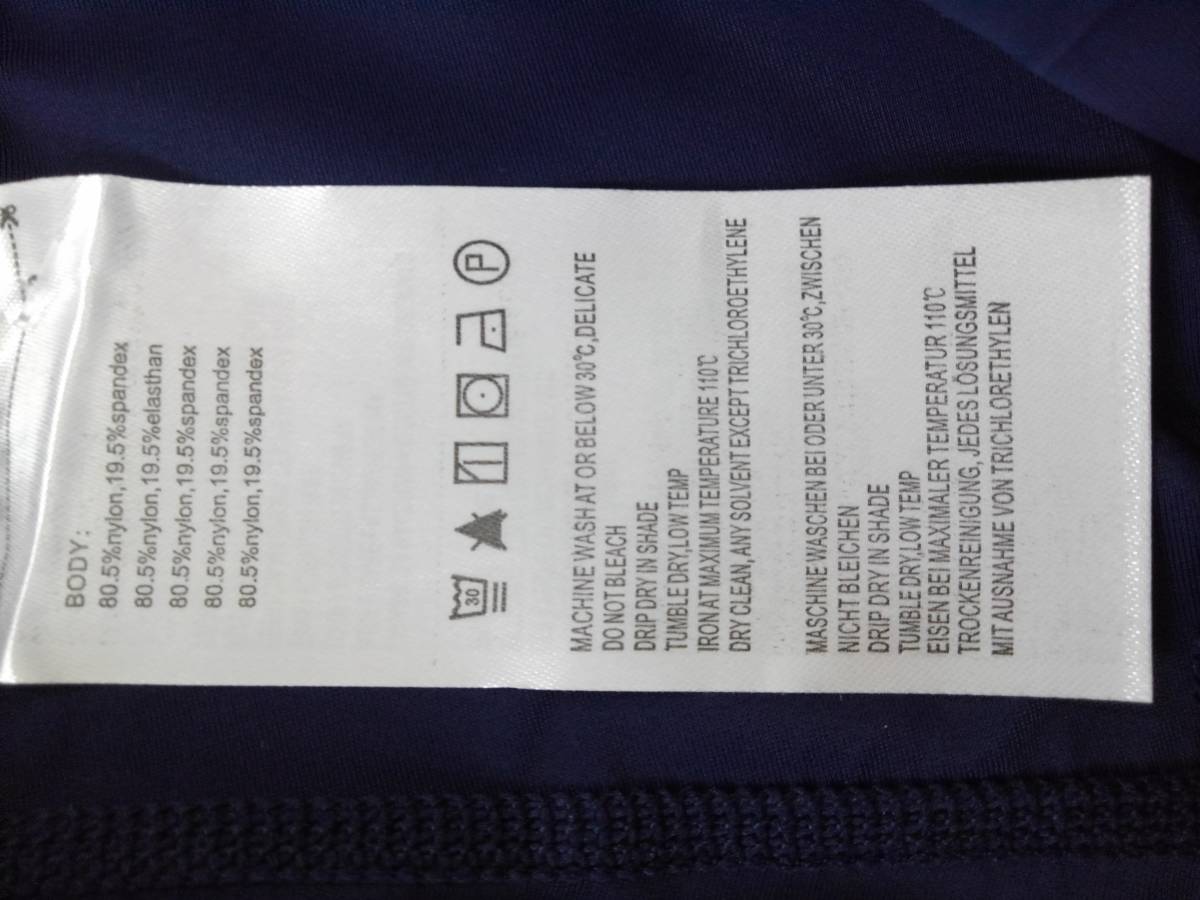 BODY:
80.5%nylon,19.5%spandex
80.5%nylon,19.5%elasthan
80.5%nylon,19.5%spandex
80.5%nylon,19.5%spandex
80.5%nylon,19.5%spandex
30 P
MACHINE WASH AT OR BELOW 30℃,DELICATE
DO NOT BLEACH
DRIP DRY IN SHADE
TUMBLE DRY,LOW TEMP
IRON AT MAXIMUM TEMPERATURE 110℃
DRY CLEAN, ANY SOLVENT EXCEPT TRICHLOROETHYLENE
MASCHINE WASCHEN BEI ODER UNTER 30℃,ZWISCHEN
NICHT BLEICHEN
DRIP DRY IN SHADE
TUMBLE DRY,LOW TEMP
EISEN BEI MAXIMALER TEMPERATUR 110℃
TROCKENREINIGUNG, JEDES LÖSUNGSMITTEL
MIT AUSNAHME VON TRICHLORETHYLEN